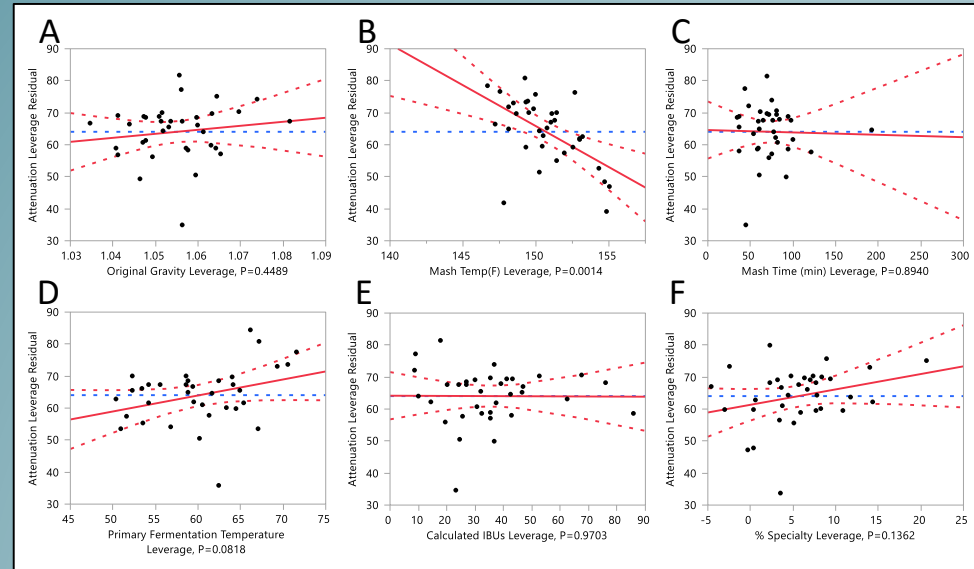 A
B
C
90
80
70
60
50
40
30
Attenuation Leverage Residual
1.03 1.04 1.05 1.06 1.07 1.08 1.09
Original Gravity Leverage, P=0.4489
90
80
70
60
50
40
30
Attenuation Leverage Residual
140 145 150 155
Mash Temp(F) Leverage, P=0.0014
90
80
70
60
50
40
30
Attenuation Leverage Residual
0 50 100 150 200 250 300
Mash Time (min) Leverage, P=0.8940
D
E
F
90
80
70
60
50
40
30
Attenuation Leverage Residual
45 50 55 60 65 70 75
Primary Fermentation Temperature
Leverage, P=0.0818
90
80
70
60
50
40
30
Attenuation Leverage Residual
0 10 20 30 40 50 60 70 80 90
Calculated IBUs Leverage, P=0.9703
90
80
70
60
50
40
30
Attenuation Leverage Residual
-5 0 5 10 15 20 25
% Specialty Leverage, P=0.1362